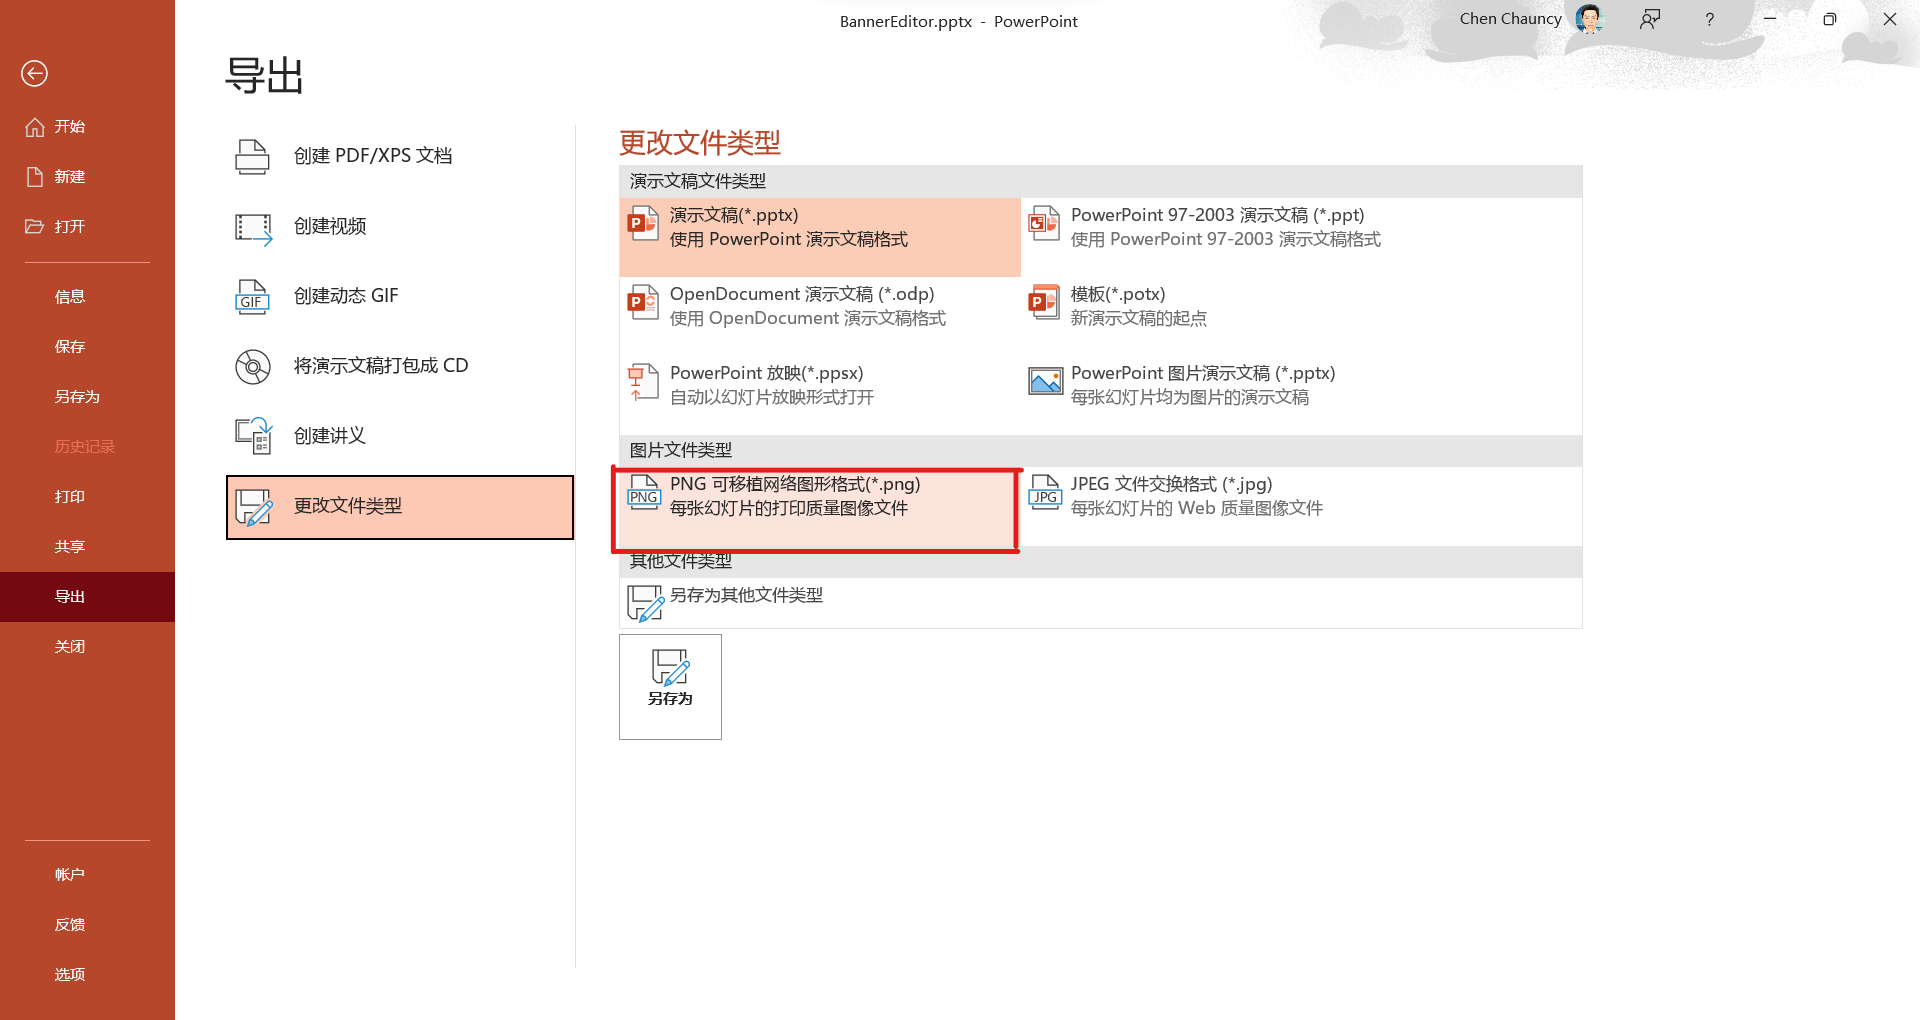 BannerEditor.pptx - PowerPoint
Chen Chauncy
?
导出
开始
新建
打开
信息
保存
另存为
历史记录
打印
共享
导出
关闭
帐户
反馈
选项
创建 PDF/XPS 文档
创建视频
GIF
创建动态 GIF
将演示文稿打包成 CD
创建讲义
更改文件类型
更改文件类型
演示文稿文件类型
P
演示文稿(*.pptx)
使用 PowerPoint 演示文稿格式
PowerPoint 97-2003 演示文稿 (*.ppt)
使用 PowerPoint 97-2003 演示文稿格式
P
OpenDocument 演示文稿 (*.odp)
使用 OpenDocument 演示文稿格式
P
模板(*.potx)
新演示文稿的起点
PowerPoint 放映(*.ppsx)
自动以幻灯片放映形式打开
PowerPoint 图片演示文稿 (*.pptx)
每张幻灯片均为图片的演示文稿
图片文件类型
PNG
PNG 可移植网络图形格式(*.png)
每张幻灯片的打印质量图像文件
JPG
JPEG 文件交换格式 (*.jpg)
每张幻灯片的 Web 质量图像文件
其他文件类型
另存为其他文件类型
另存为